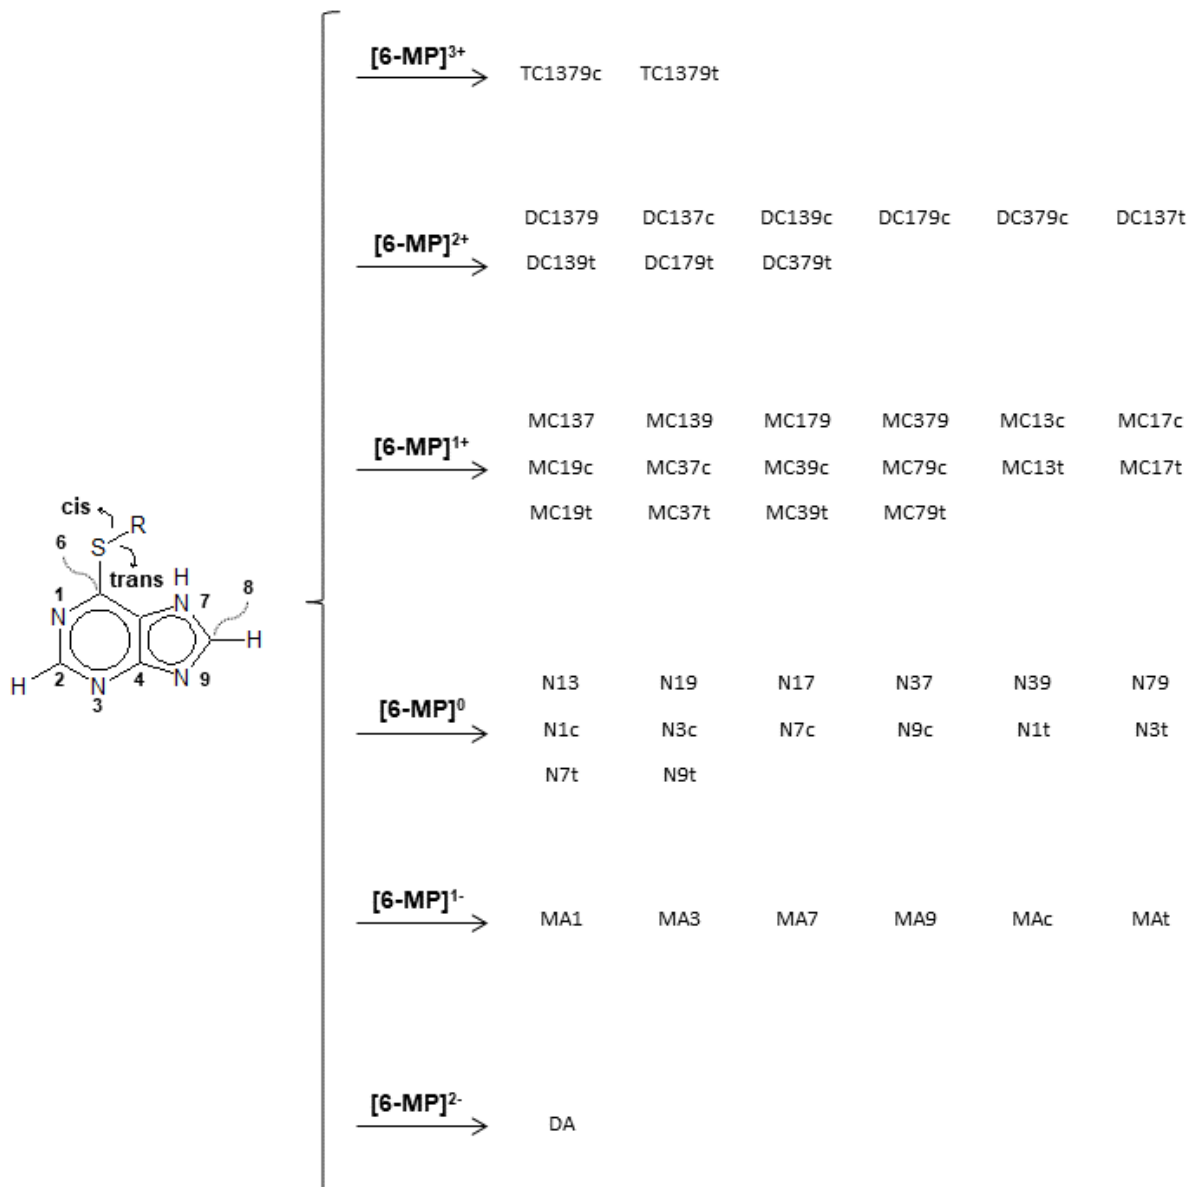 [6-MP]3+
TC1379c TC1379t
[6-MP]2+
DC1379 DC137c DC139c DC179c DC379c DC137t
DC139t DC179t DC379t
[6-MP]1+
MC137 MC139 MC179 MC379 MC13c MC17c
MC19c MC37c MC39c MC79c MC13t MC17t
MC19t MC37t MC39t MC79t
cis
R
6 S
trans H
1 N N 7 8
H
H 2 N 4 N 9
3
[6-MP]0
N13 N19 N17 N37 N39 N79
N1c N3c N7c N9c N1t N3t
N7t N9t
[6-MP]1-
MA1 MA3 MA7 MA9 MAc MAt
[6-MP]2-
DA